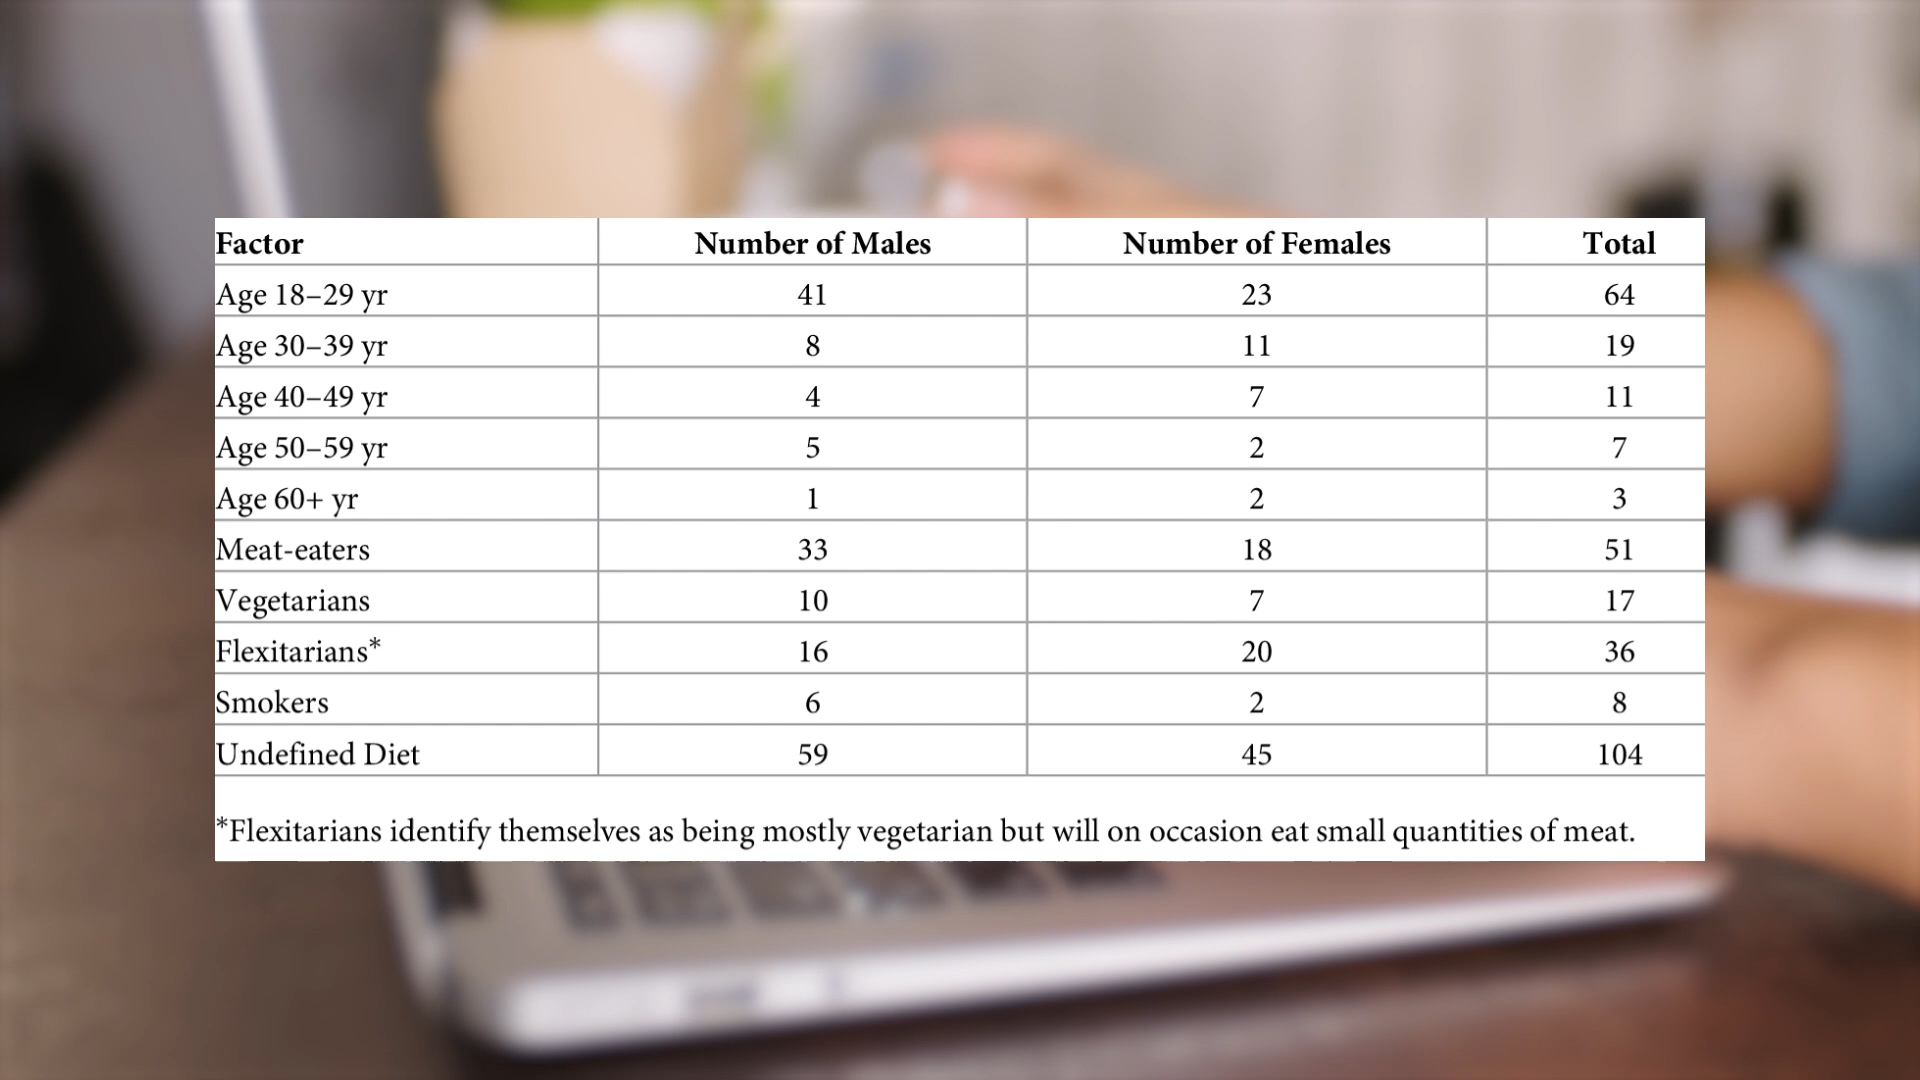 Factor Number of Males Number of Females Total
Age 18–29 yr 41 23 64
Age 30–39 yr 8 11 19
Age 40–49 yr 4 7 11
Age 50–59 yr 5 2 7
Age 60+ yr 1 2 3
Meat-eaters 33 18 51
Vegetarians 10 7 17
Flexitarians* 16 20 36
Smokers 6 2 8
Undefined Diet 59 45 104
*Flexitarians identify themselves as being mostly vegetarian but will on occasion eat small quantities of meat.